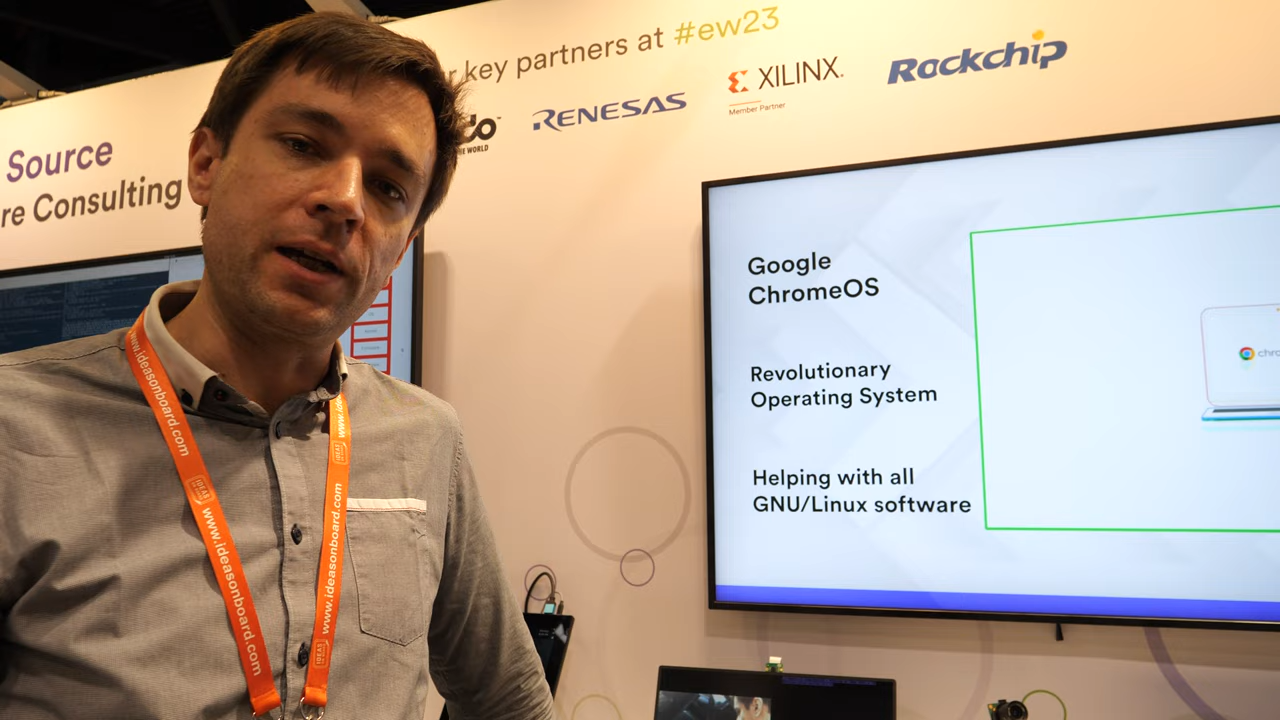 key partners at #ew23
RENESAS
XILINX
Member Partner
Rockchip
Source
Consulting
Google
ChromeOS
Revolutionary
Operating System
Helping with all
GNU/Linux software
www.ideasonboard.com
www.ideasonboard.com
IDEAS